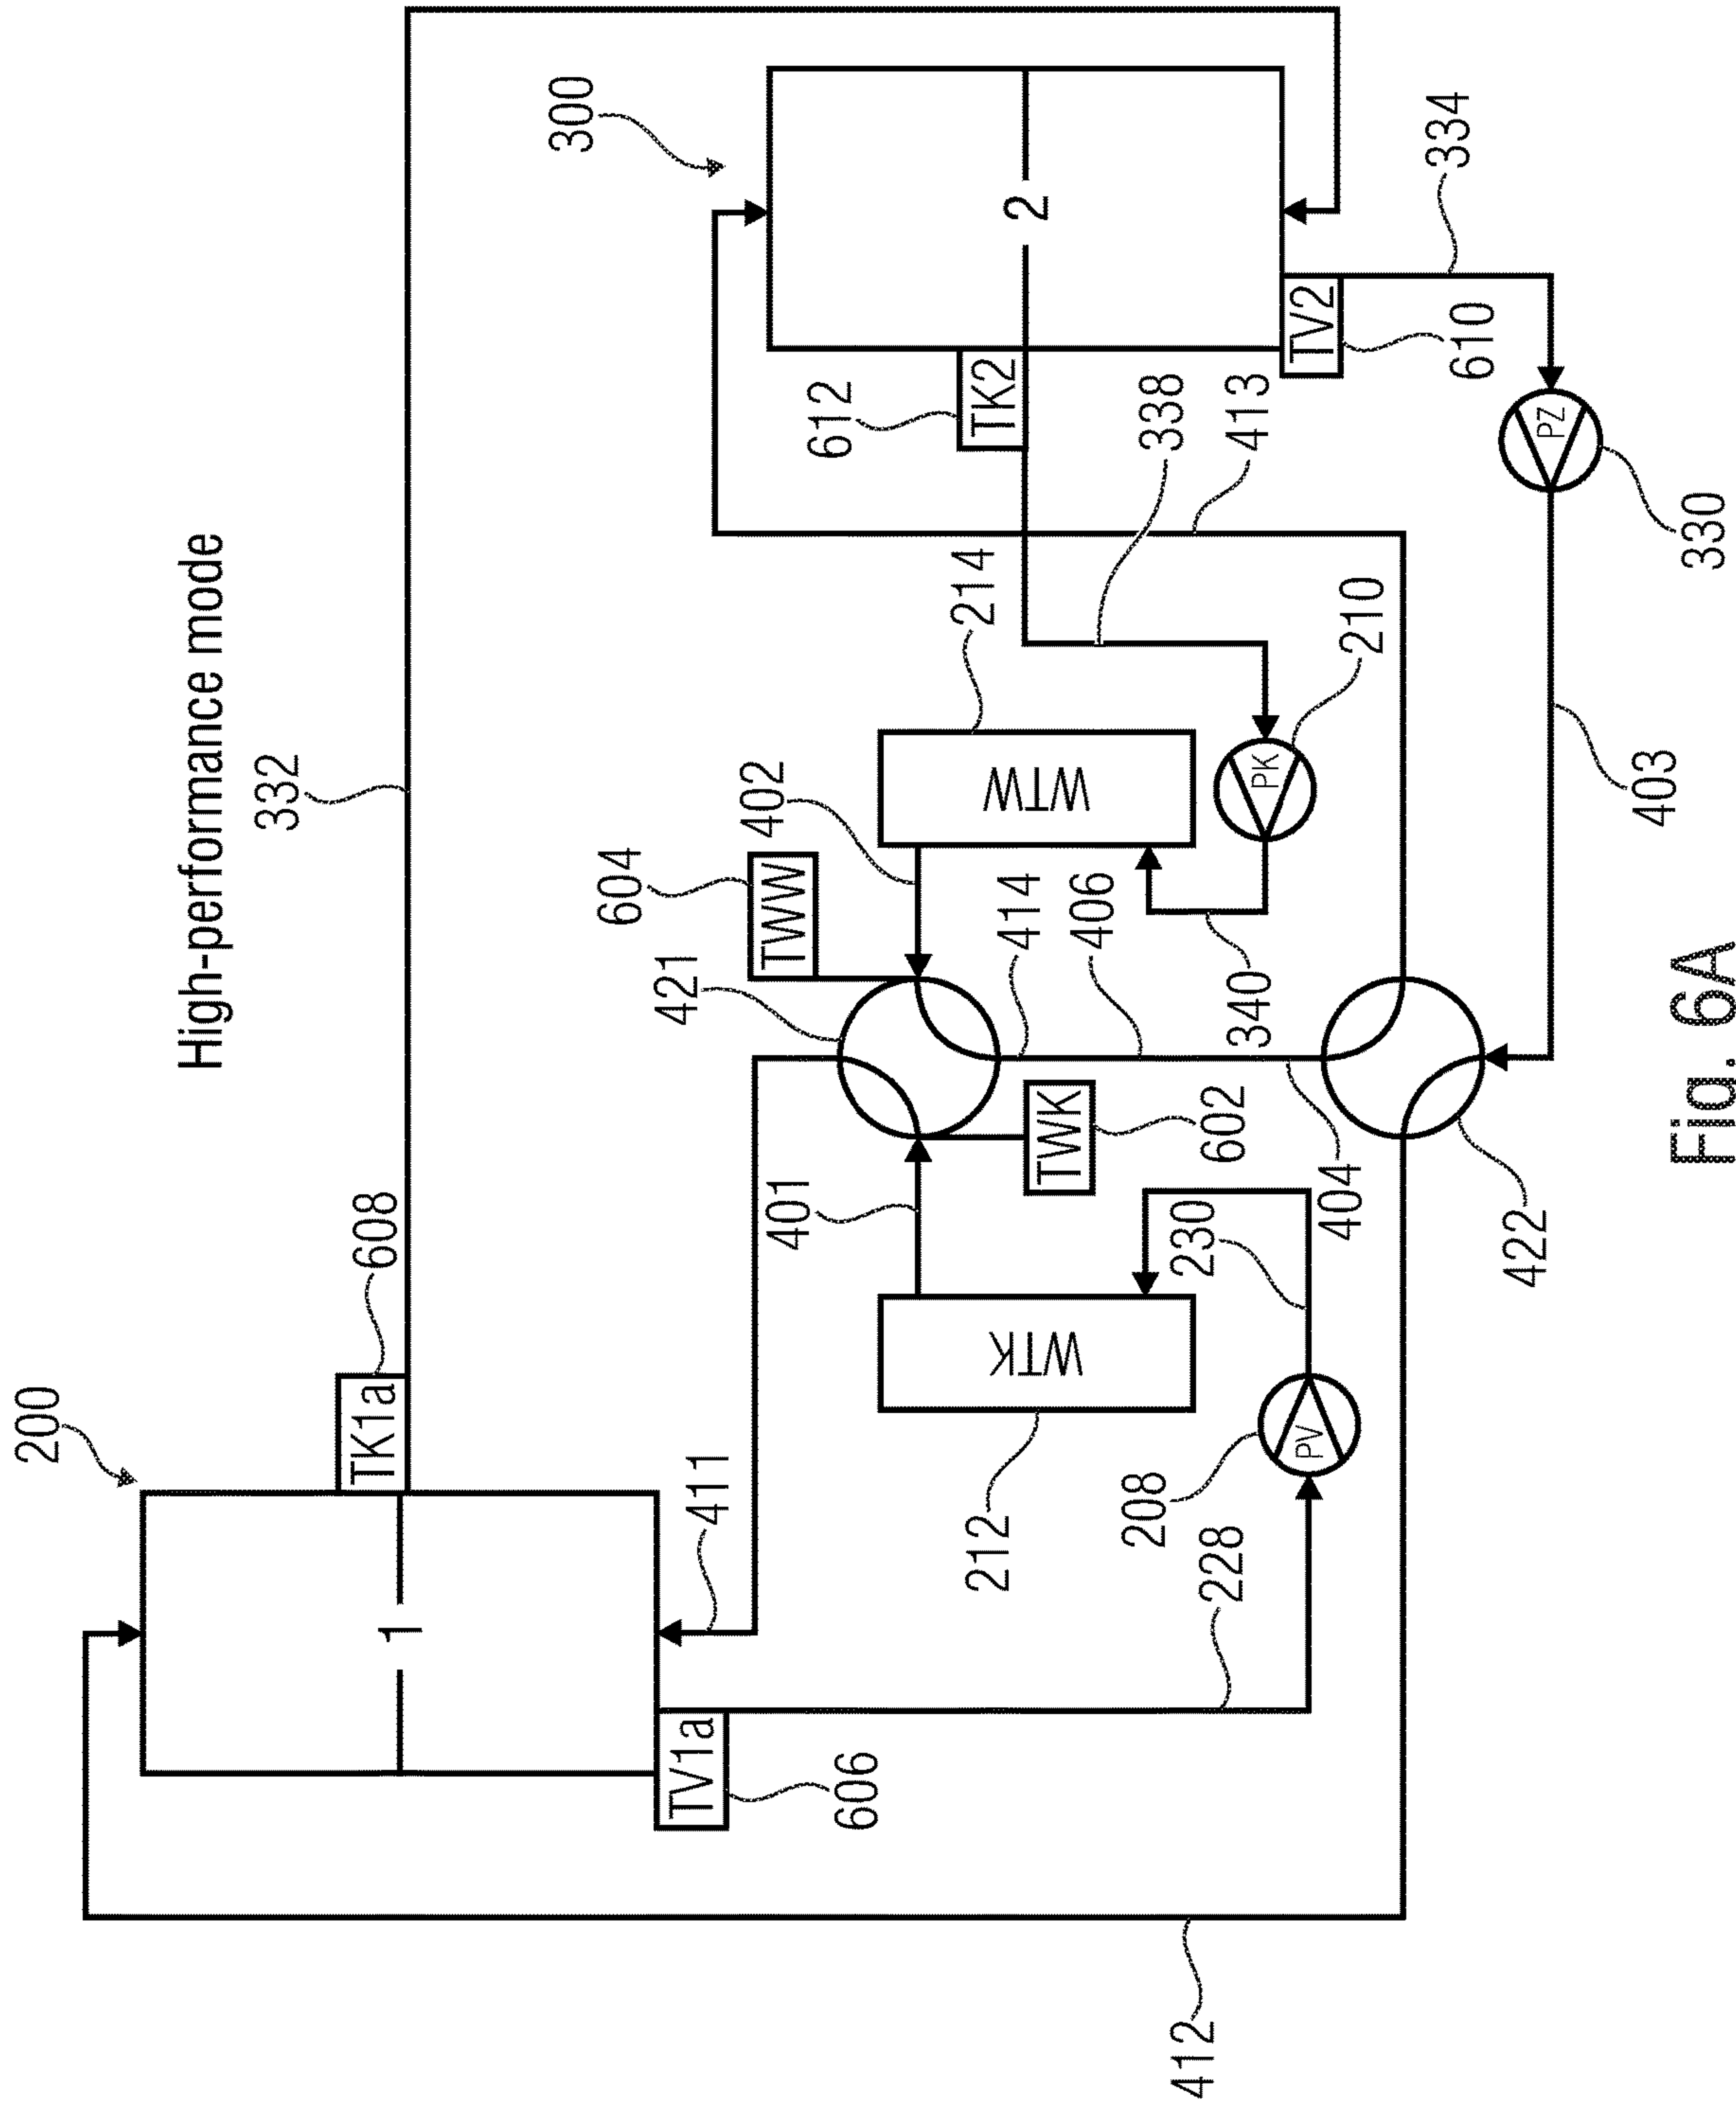 High-performance mode
200
TK1a
608
332
300
1
2
TV1a
606
411
401
421
604
TWWW
402
214
WTW
612
TK2
338
413
TV2
610
334
212
WTK
TWK
602
414
406
340
210
PK
208
PV
228
230
404
422
403
330
PZ
412
Fig. 6A